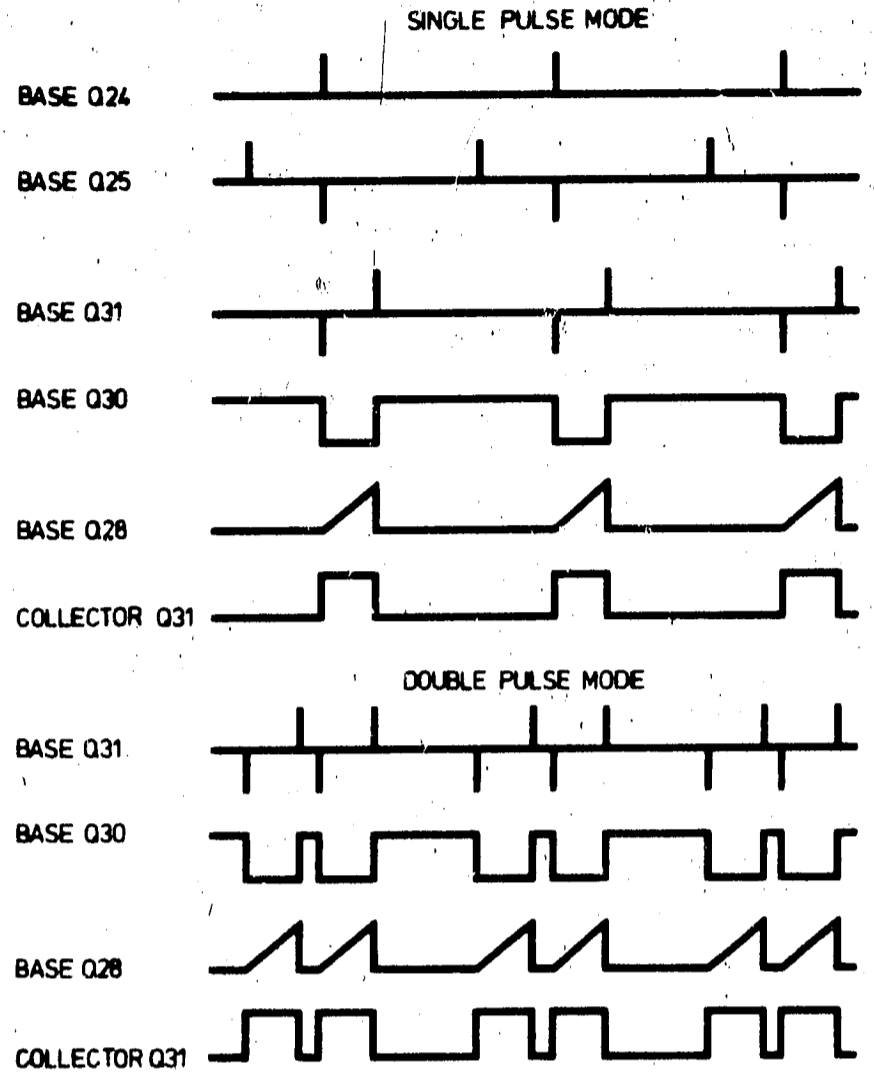 SINGLE PULSE MODE
BASE Q24
BASE Q25
BASE Q31
BASE Q30
BASE Q28
COLLECTOR Q31
DOUBLE PULSE MODE
BASE Q31
BASE Q30
BASE Q28
COLLECTOR Q31